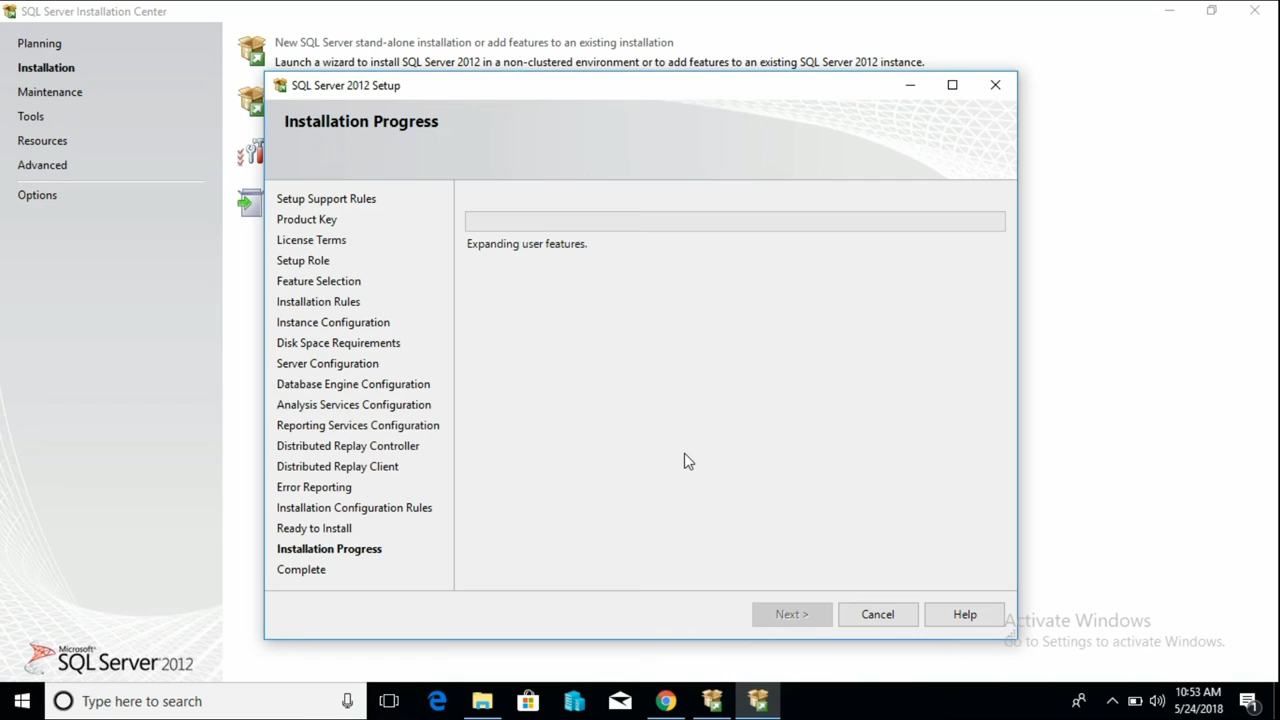 SQL Server Installation Center
Planning
Installation
Maintenance
Tools
Resources
Advanced
Options
New SQL Server stand-alone installation or add features to an existing installation
Launch a wizard to install SQL Server 2012 in a non-clustered environment or to add features to an existing SQL Server 2012 instance.
SQL Server 2012 Setup
Installation Progress
Setup Support Rules
Product Key
License Terms
Setup Role
Feature Selection
Installation Rules
Instance Configuration
Disk Space Requirements
Server Configuration
Database Engine Configuration
Analysis Services Configuration
Reporting Services Configuration
Distributed Replay Controller
Distributed Replay Client
Error Reporting
Installation Configuration Rules
Ready to Install
Installation Progress
Complete
Expanding user features.
Next >
Cancel
Help
Activate Windows
Go to Settings to activate Windows.
Microsoft
SQL Server 2012
Type here to search
10:53 AM
5/24/2018
1